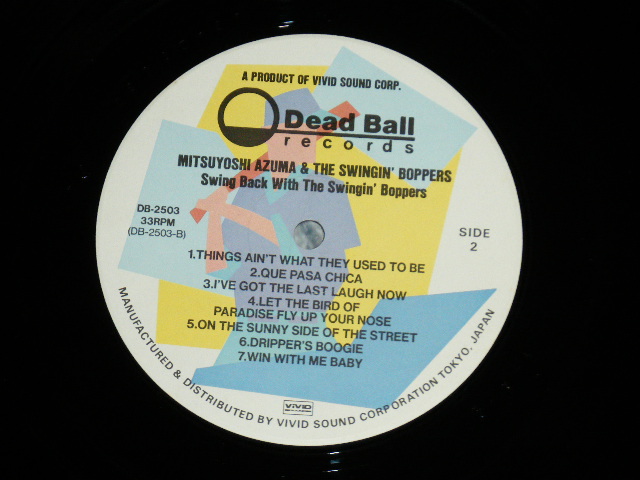 A PRODUCT OF VIVID SOUND CORP.
Dead Ball
records
MITSUYOSHI AZUMA & THE SWINGIN' BOPPERS
Swing Back With The Swingin' Boppers
DB-2503
33RPM
(DB-2503-B)
SIDE
2
1.THINGS AIN'T WHAT THEY USED TO BE
2.QUE PASA CHICA
3.I'VE GOT THE LAST LAUGH NOW
4.LET THE BIRD OF
PARADISE FLY UP YOUR NOSE
5.ON THE SUNNY SIDE OF THE STREET
6.DRIPPER'S BOOGIE
7.WIN WITH ME BABY
VIVID
MANUFACTURED & DISTRIBUTED BY VIVID SOUND CORPORATION TOKYO. JAPAN